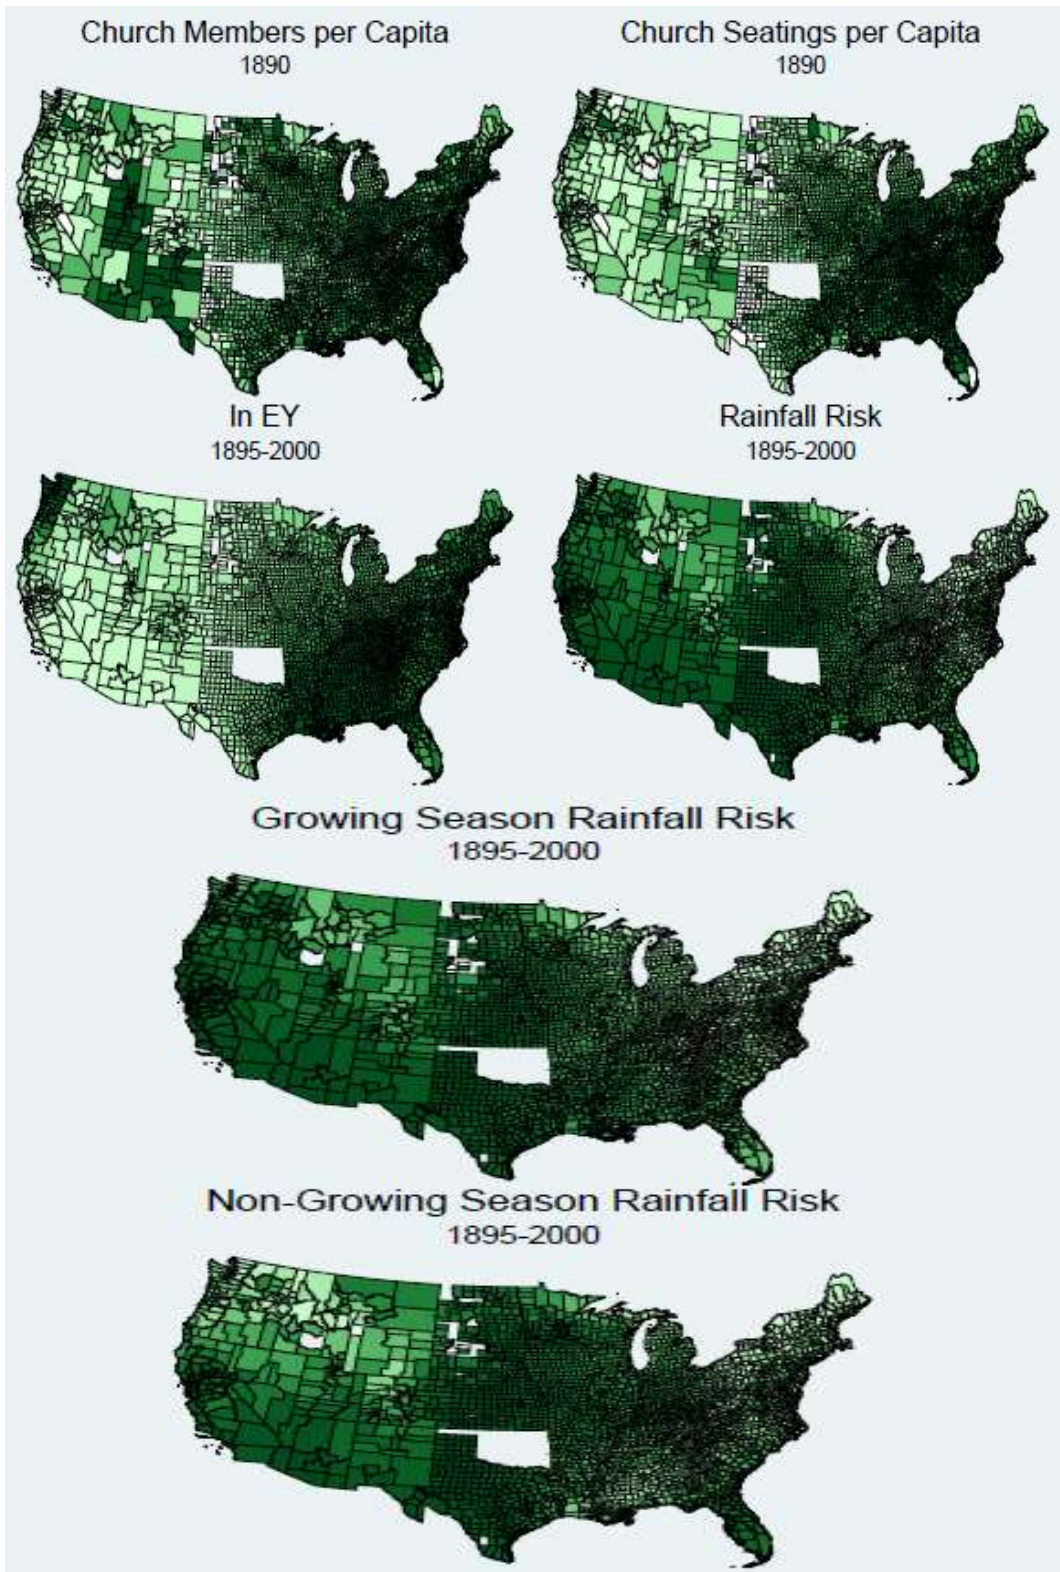 Church Members per Capita
1890
Church Seatings per Capita
1890
ln EY
1895-2000
Rainfall Risk
1895-2000
Growing Season Rainfall Risk
1895-2000
Non-Growing Season Rainfall Risk
1895-2000